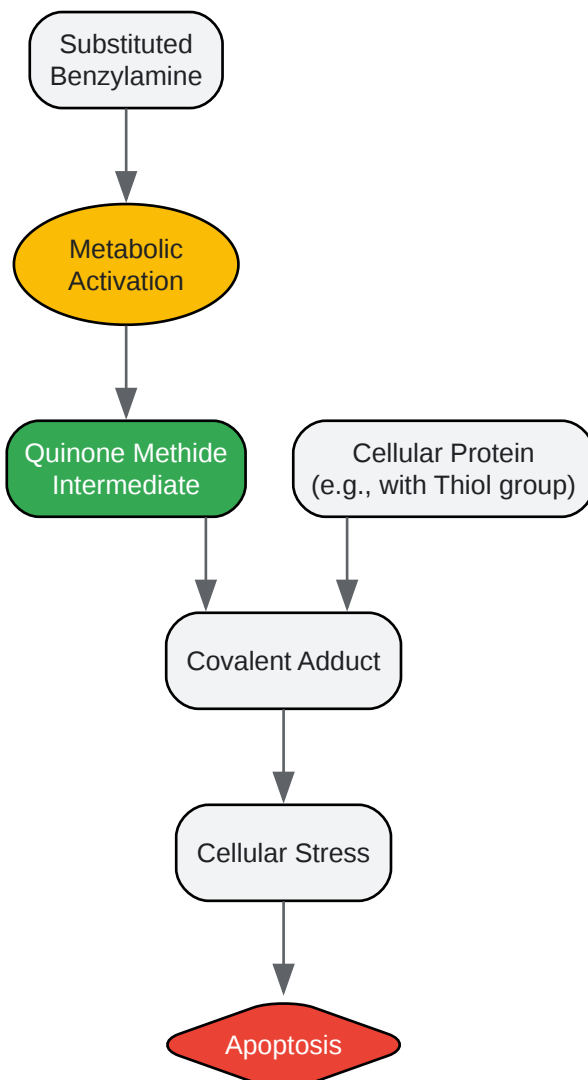 Substituted
Benzylamine
Metabolic
Activation
Quinone Methide
Intermediate
Cellular Protein
(e.g., with Thiol group)
Covalent Adduct
Cellular Stress
Apoptosis